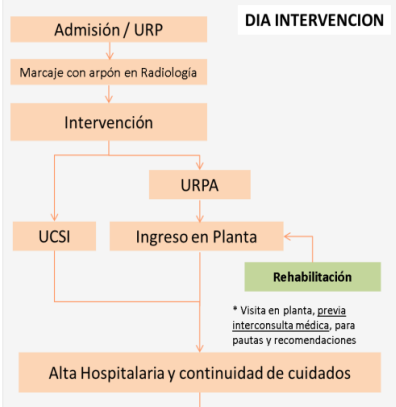 DIA INTERVENCION
Admisión / URP
Marcaje con arpón en Radiología
Intervención
URPA
UCSI
Ingreso en Planta
Rehabilitación
* Visita en planta, previa
interconsulta médica, para
pautas y recomendaciones
Alta Hospitalaria y continuidad de cuidados